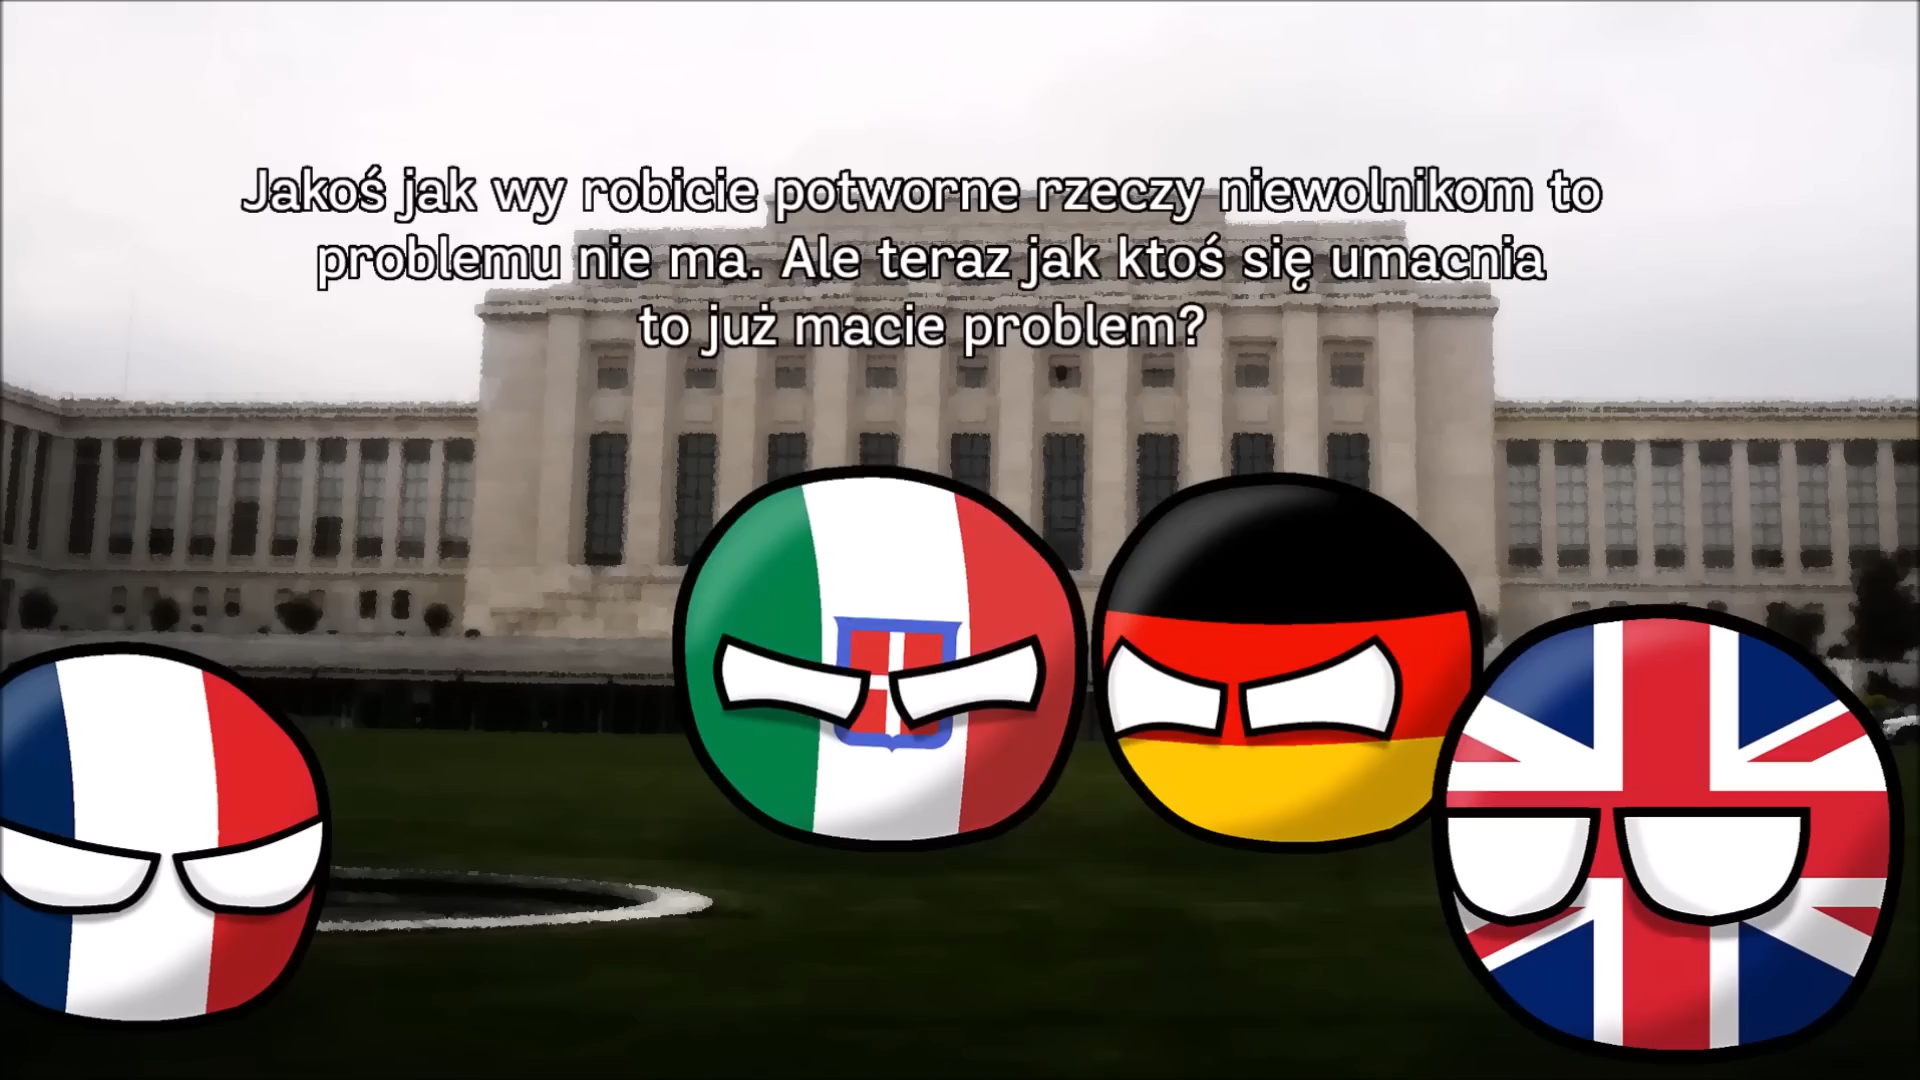 Jakoś jak wy robicie potworne rzeczy niewolnikom to
problemu nie ma. Ale teraz jak ktoś się umacnia
to już macie problem?